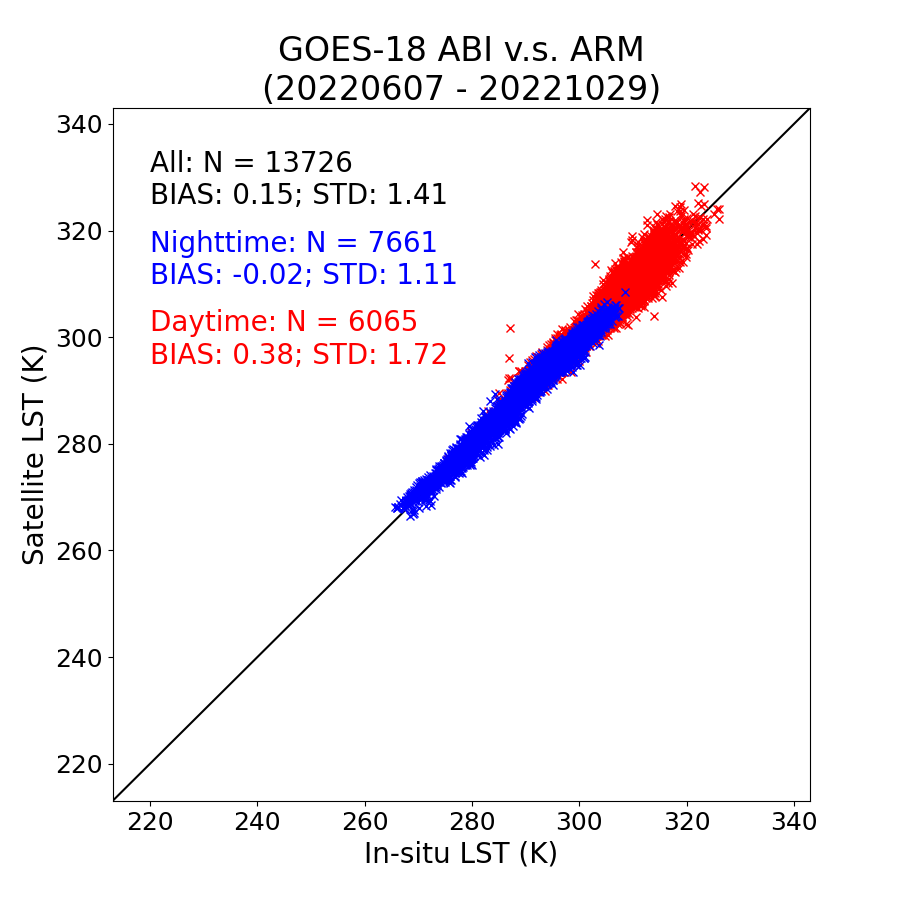 GOES-18 ABI v.s. ARM
(20220607 - 20221029)
All: N = 13726
BIAS: 0.15; STD: 1.41
Nighttime: N = 7661
BIAS: -0.02; STD: 1.11
Daytime: N = 6065
BIAS: 0.38; STD: 1.72
Satellite LST (K)
340
320
300
280
260
240
220
220 240 260 280 300 320 340
In-situ LST (K)